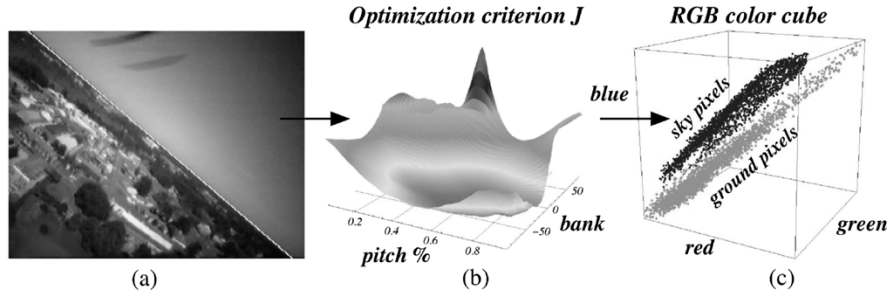 Optimization criterion J
RGB color cube
blue
sky pixels
ground pixels
50
0
-50
bank
0.2
0.4
0.6
0.8
pitch %
red
green
(a)
(b)
(c)